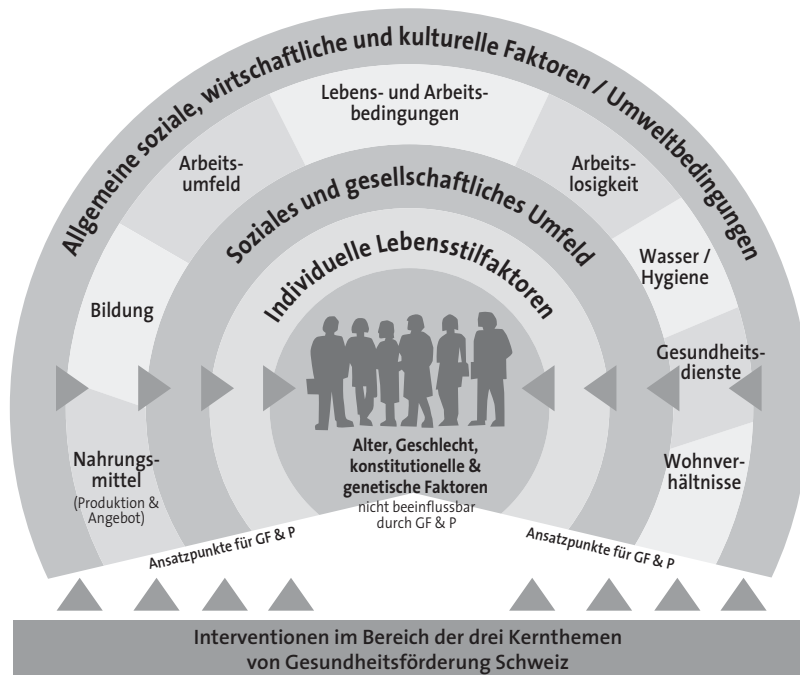 Allgemeine soziale, wirtschaftliche und kulturelle Faktoren / Umweltbedingungen
Lebens- und Arbeits-
bedingungen
Arbeits-
umfeld
Arbeits-
losigkeit
Soziales und gesellschaftliches Umfeld
Individuelle Lebensstilfaktoren
Wasser /
Hygiene
Bildung
Gesundheits-
dienste
Nahrungs-
mittel
(Produktion &
Angebot)
Alter, Geschlecht,
konstitutionelle &
genetische Faktoren
nicht beeinflussbar
durch GF & P
Wohnver-
hältnisse
Ansatzpunkte für GF & P
Ansatzpunkte für GF & P
Interventionen im Bereich der drei Kernthemen
von Gesundheitsförderung Schweiz